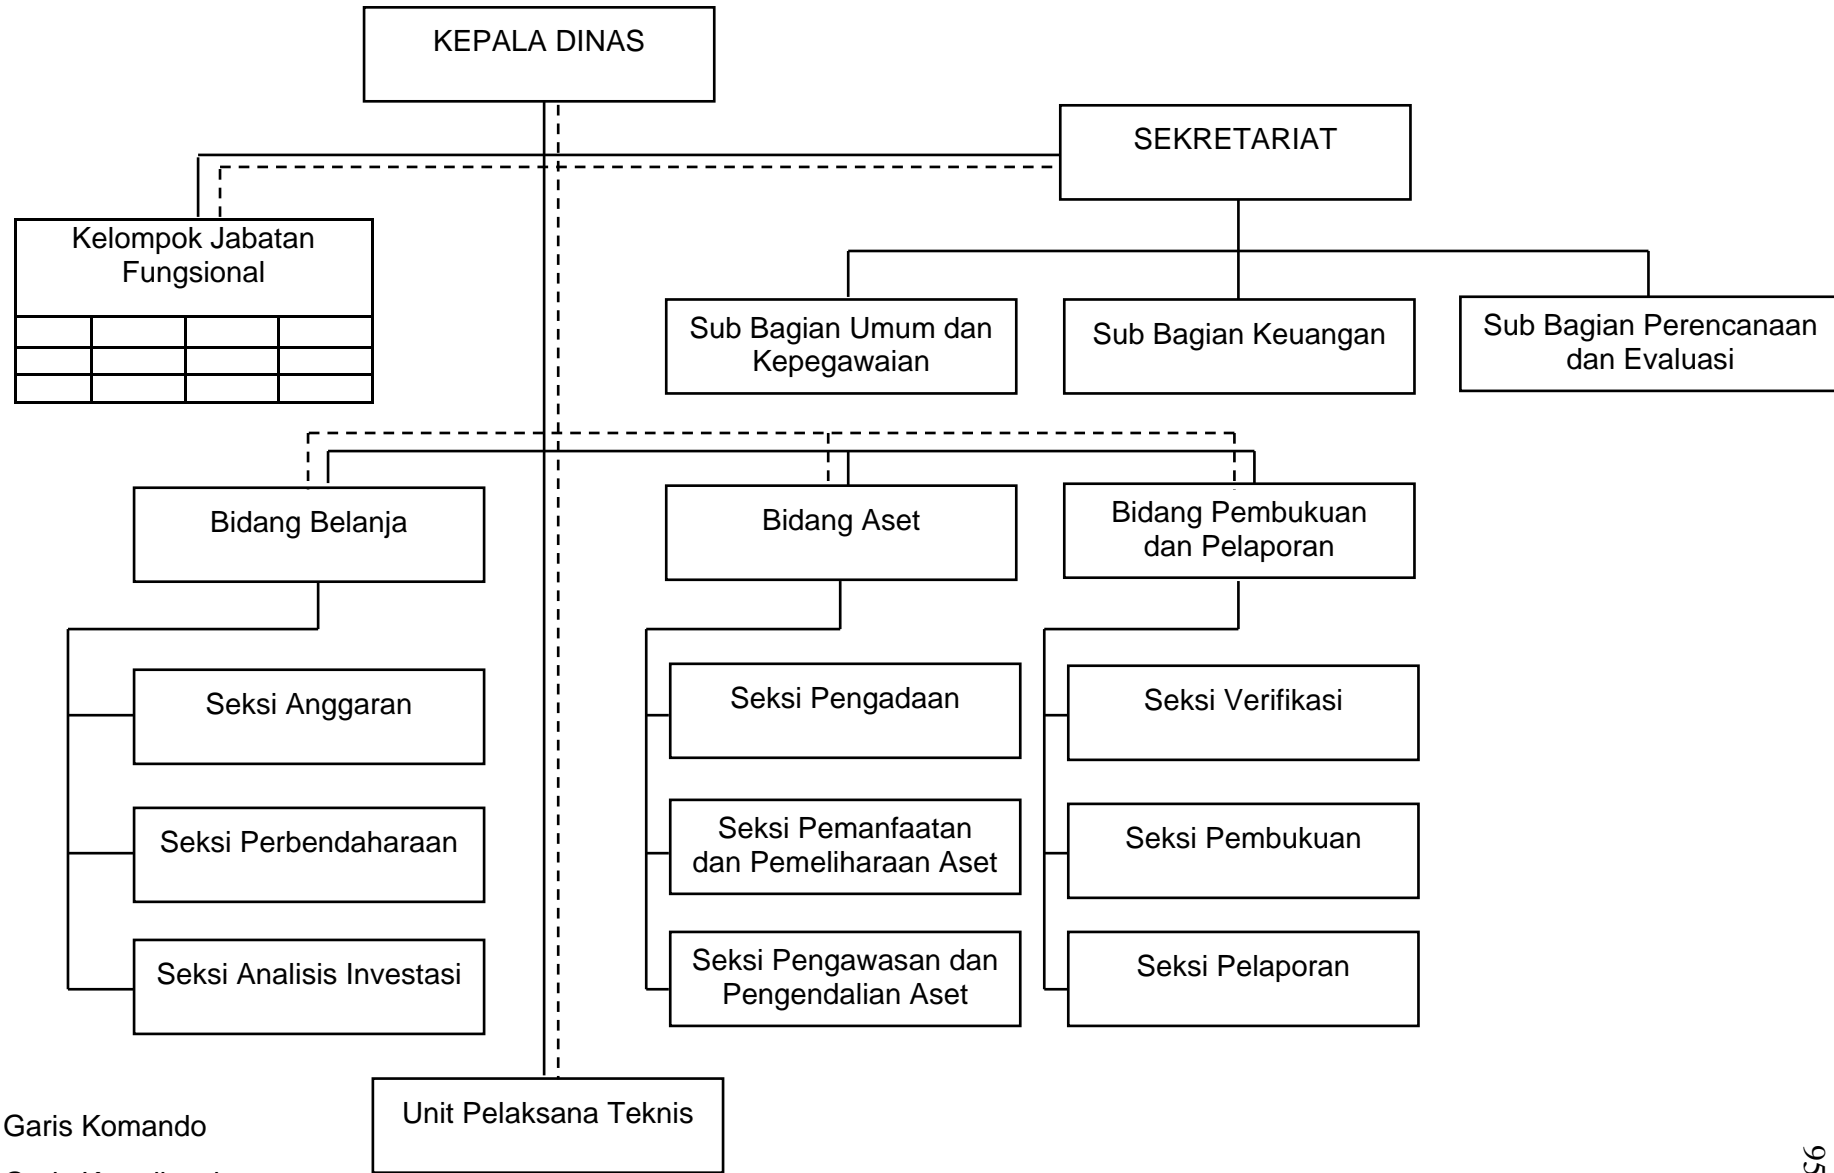 KEPALA DINAS
SEKRETARIAT
Kelompok Jabatan
Fungsional
Sub Bagian Umum dan
Kepegawaian
Sub Bagian Keuangan
Sub Bagian Perencanaan
dan Evaluasi
Bidang Belanja
Bidang Aset
Bidang Pembukuan
dan Pelaporan
Seksi Anggaran
Seksi Pengadaan
Seksi Verifikasi
Seksi Perbendaharaan
Seksi Pemanfaatan
dan Pemeliharaan Aset
Seksi Pembukuan
Seksi Analisis Investasi
Seksi Pengawasan dan
Pengendalian Aset
Seksi Pelaporan
Unit Pelaksana Teknis
Garis Komando
95